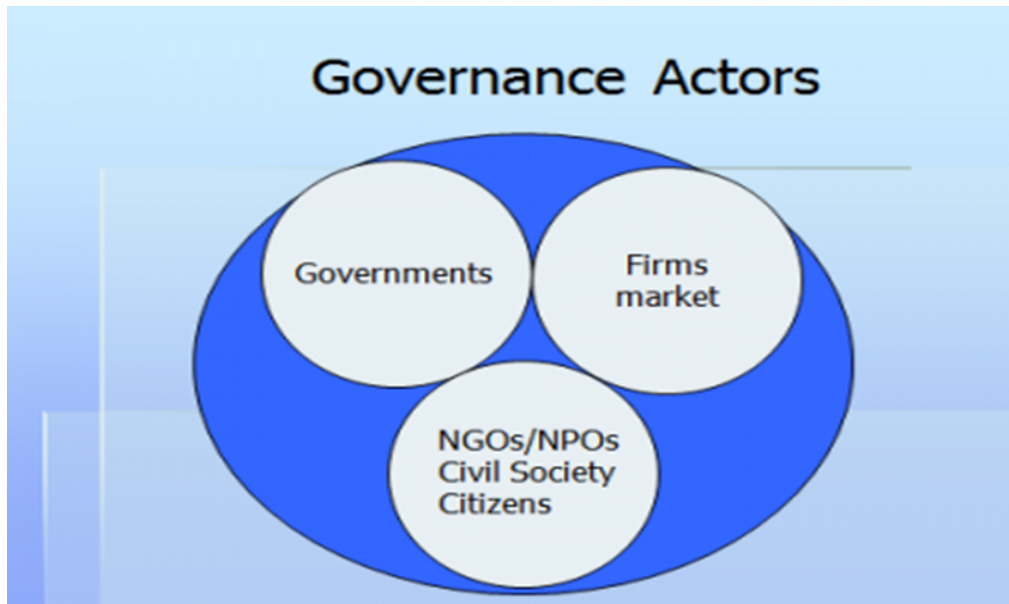 Governance Actors
Governments
Firms
market
NGOs/NPOs
Civil Society
Citizens